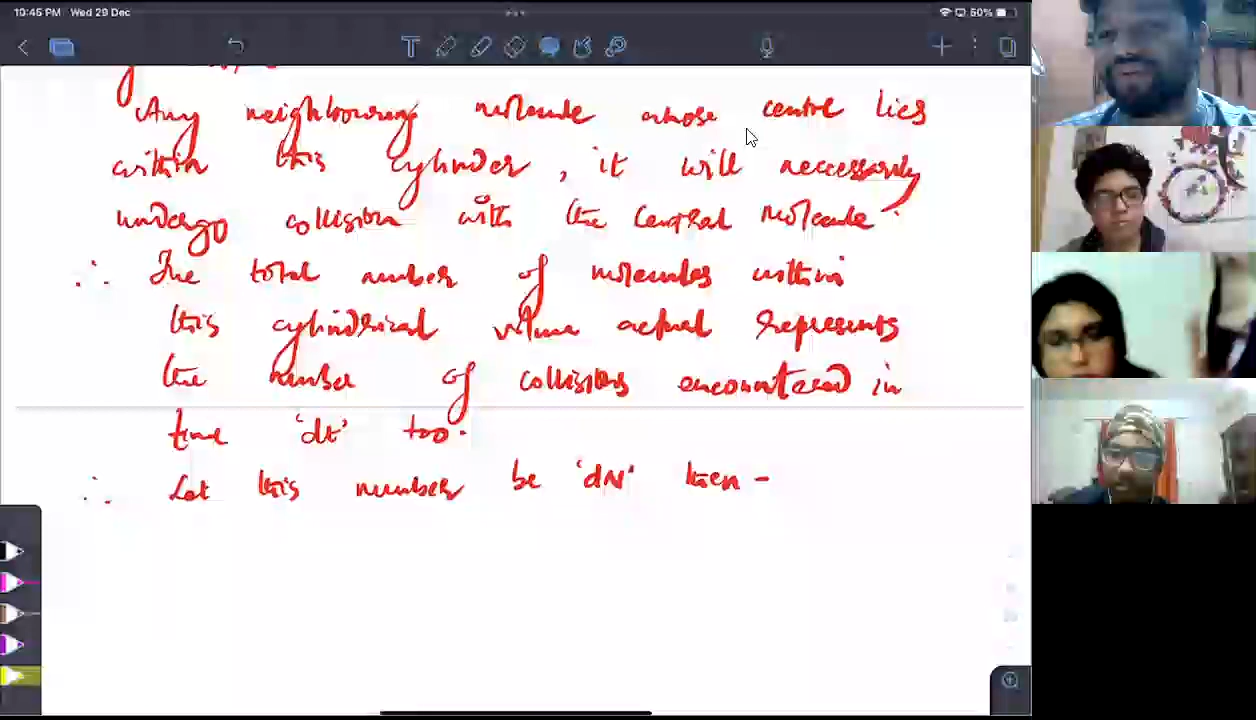 10:45 PM Wed 29 Dec
50%
Any neighbouring molecule whose centre lies
within this cylinder, it will neccessarily
undergo collision with the central molecule.
∴ The total number of molecules within
this cylinderical volume actual represents
the number of collisions encountered in
time 'dt' too.
∴ Let this number be 'dN' then -